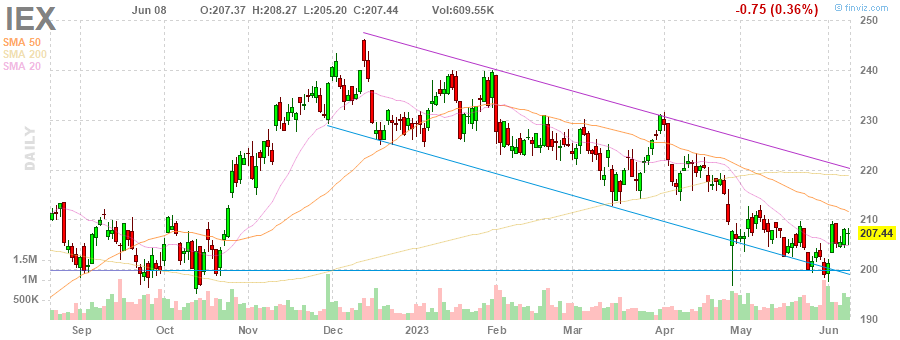 IEX Jun 08 O:207.37 H:208.27 L:205.20 C:207.44 Vol:609.55K -0.75 (0.36%)
© finviz.com
SMA 50
SMA 200
SMA 20
DAILY
250
240
230
220
210
207.44
200
190
1.5M
1M
500K
Sep Oct Nov Dec 2023 Feb Mar Apr May Jun